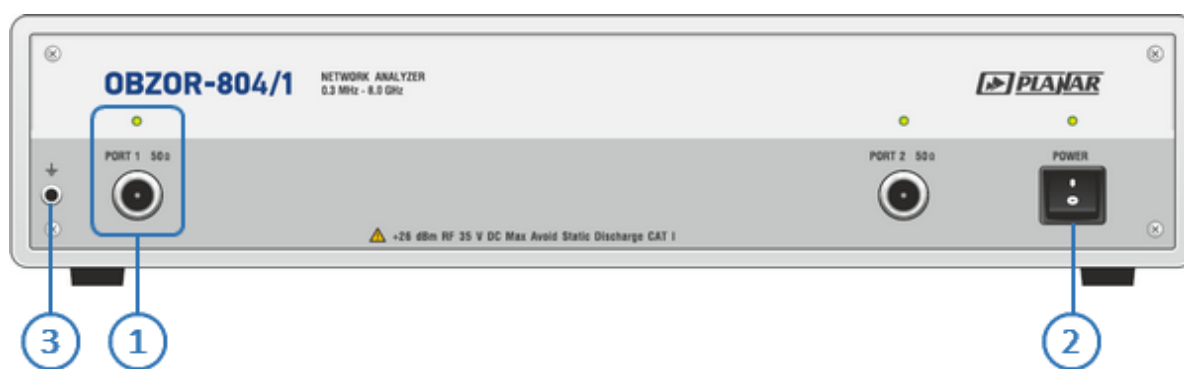 OBZOR-804/1
NETWORK ANALYZER
0.3 MHz - 8.0 GHz
PLANAR
PORT 1 50Ω
PORT 2 50Ω
POWER
I
O
+26 dBm RF 35 V DC Max Avoid Static Discharge CAT I
3
1
2